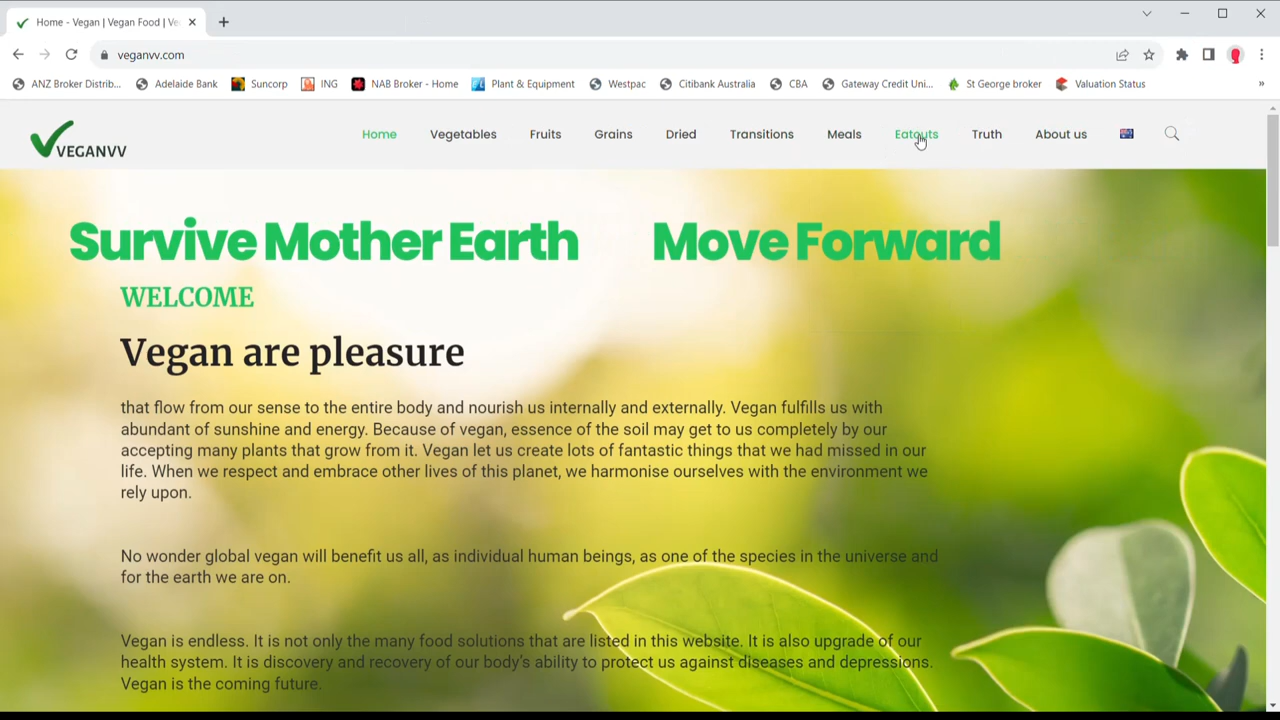 Home - Vegan | Vegan Food | Ve
veganvv.com
ANZ Broker Distrib... Adelaide Bank Suncorp ING NAB Broker - Home Plant & Equipment Westpac Citibank Australia CBA Gateway Credit Uni... St George broker Valuation Status »
VEGANVV Home Vegetables Fruits Grains Dried Transitions Meals Eatouts Truth About us
Survive Mother Earth Move Forward
WELCOME
Vegan are pleasure
that flow from our sense to the entire body and nourish us internally and externally. Vegan fulfills us with
abundant of sunshine and energy. Because of vegan, essence of the soil may get to us completely by our
accepting many plants that grow from it. Vegan let us create lots of fantastic things that we had missed in our
life. When we respect and embrace other lives of this planet, we harmonise ourselves with the environment we
rely upon.
No wonder global vegan will benefit us all, as individual human beings, as one of the species in the universe and
for the earth we are on.
Vegan is endless. It is not only the many food solutions that are listed in this website. It is also upgrade of our
health system. It is discovery and recovery of our body's ability to protect us against diseases and depressions.
Vegan is the coming future.